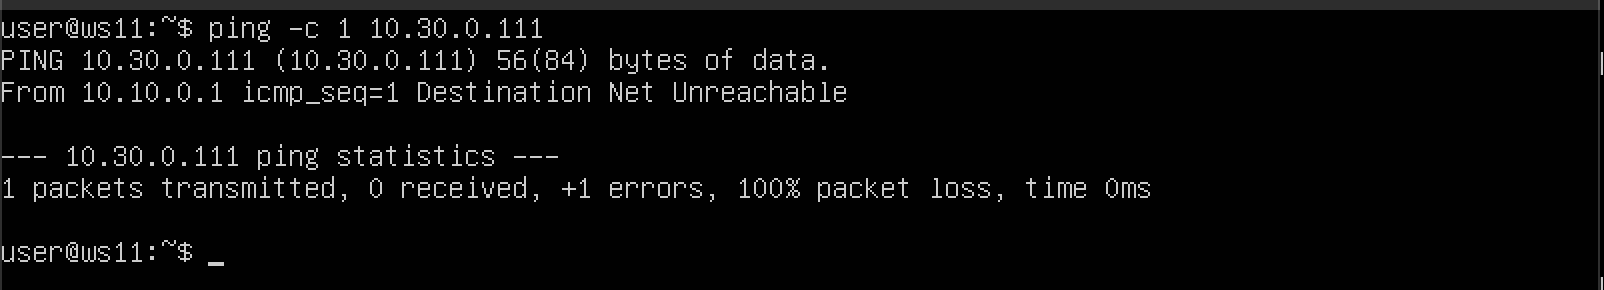 user@ws11:~$ ping -c 1 10.30.0.111
PING 10.30.0.111 (10.30.0.111) 56(84) bytes of data.
From 10.10.0.1 icmp_seq=1 Destination Net Unreachable
--- 10.30.0.111 ping statistics ---
1 packets transmitted, 0 received, +1 errors, 100% packet loss, time 0ms
user@ws11:~$ _